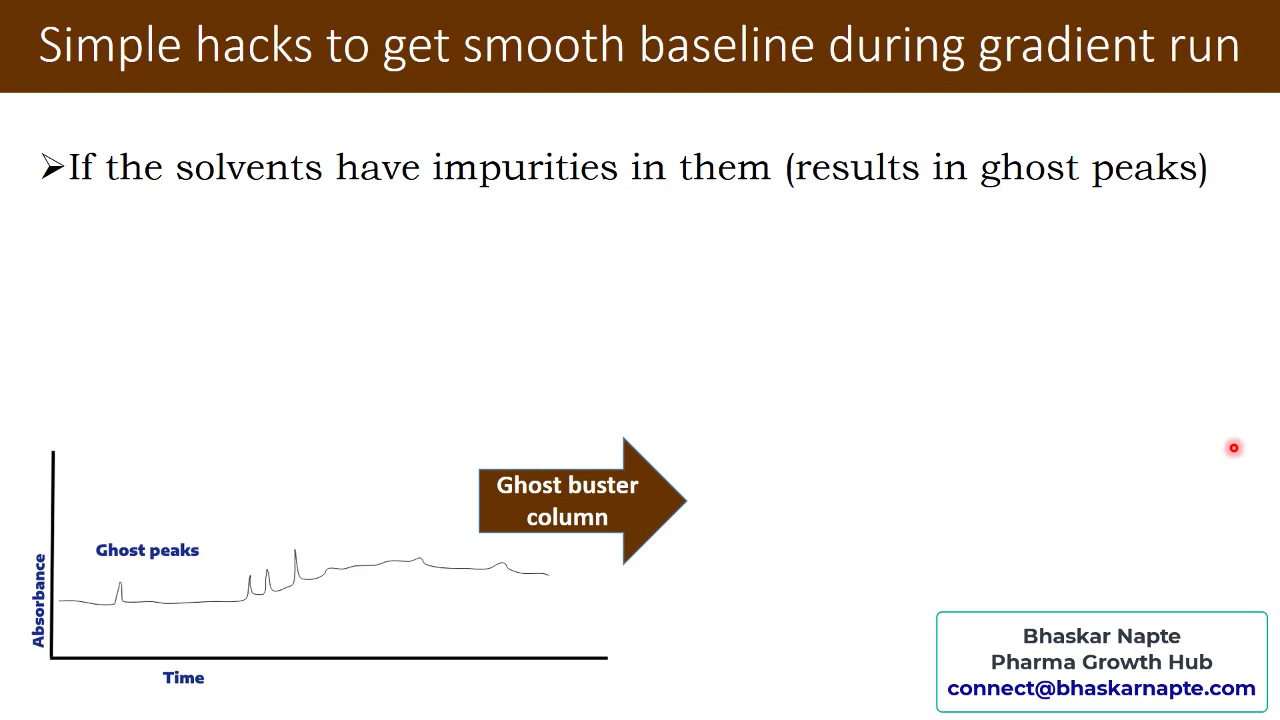 Simple hacks to get smooth baseline during gradient run
➢If the solvents have impurities in them (results in ghost peaks)
Ghost buster
column
Ghost peaks
Absorbance
Time
Bhaskar Napte
Pharma Growth Hub
connect@bhaskarnapte.com